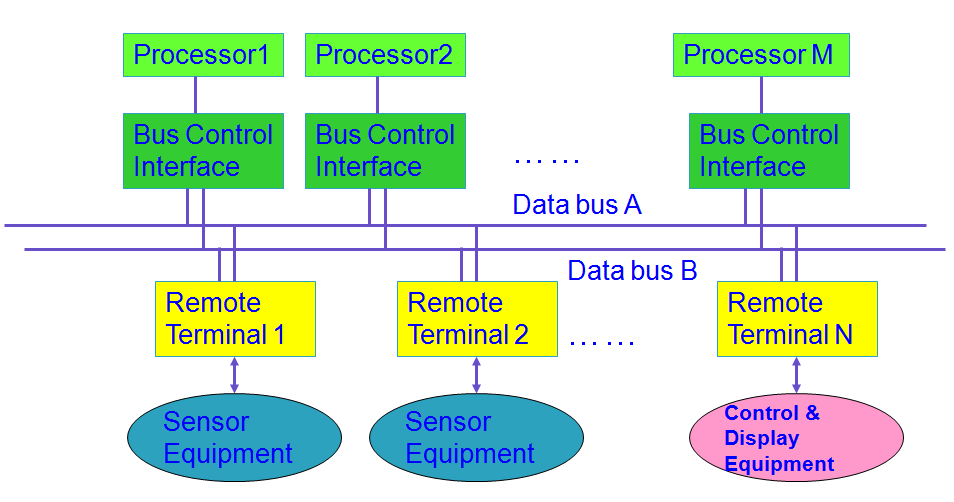 Processor1
Processor2
Processor M
Bus Control
Interface
Bus Control
Interface
Bus Control
Interface
… …
Data bus A
Data bus B
Remote
Terminal 1
Remote
Terminal 2
… …
Remote
Terminal N
Sensor
Equipment
Sensor
Equipment
Control &
Display
Equipment